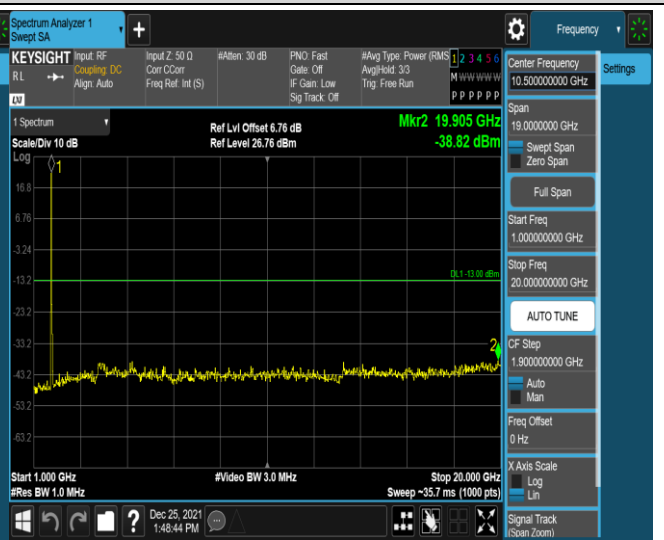 Spectrum Analyzer 1
Swept SA
+
Frequency
KEYSIGHT
RL
LXI
Input: RF
Coupling: DC
Align: Auto
Input Z: 50 Ω
Corr CCorr
Freq Ref: Int (S)
#Atten: 30 dB
PNO: Fast
Gate: Off
IF Gain: Low
Sig Track: Off
#Avg Type: Power (RMS
Avg|Hold: 3/3
Trig: Free Run
1 2 3 4 5 6
M W W W W W
P P P P P P
1 Spectrum
Scale/Div 10 dB
Ref Lvl Offset 6.76 dB
Ref Level 26.76 dBm
Mkr2 19.905 GHz
-38.82 dBm
Log
1
16.8
6.76
-3.24
-13.2
DL1 -13.00 dBm
-23.2
-33.2
2
-43.2
-53.2
-63.2
Start 1.000 GHz
#Res BW 1.0 MHz
#Video BW 3.0 MHz
Stop 20.000 GHz
Sweep ~35.7 ms (1000 pts)
Dec 25, 2021
1:48:44 PM
Center Frequency
10.500000000 GHz
Settings
Span
19.0000000 GHz
Swept Span
Zero Span
Full Span
Start Freq
1.000000000 GHz
Stop Freq
20.000000000 GHz
AUTO TUNE
CF Step
1.900000000 GHz
Auto
Man
Freq Offset
0 Hz
X Axis Scale
Log
Lin
Signal Track
(Span Zoom)